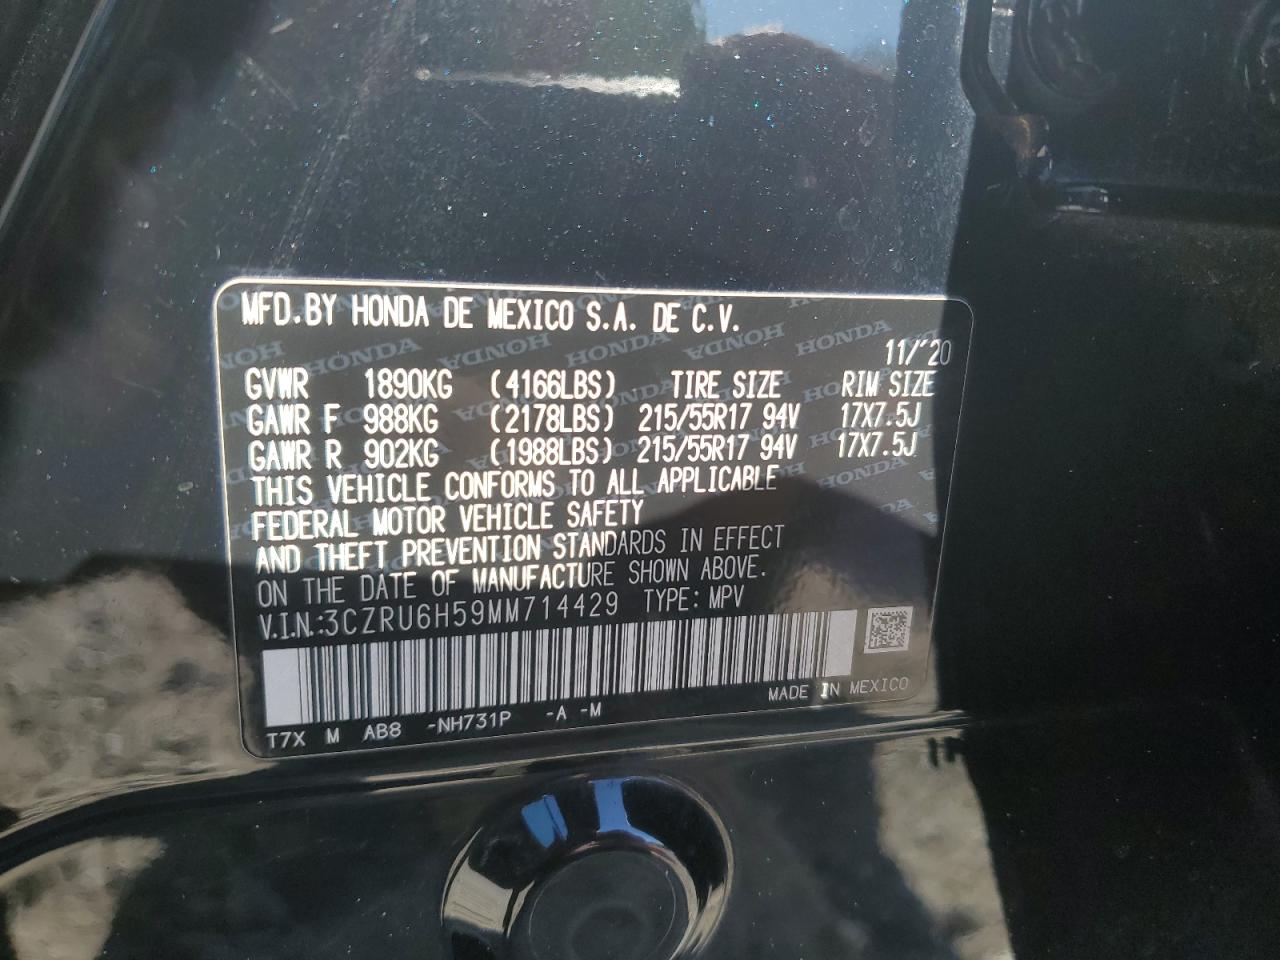 MFD.BY HONDA DE MEXICO S.A. DE C.V.
11/'20
GVWR 1890KG (4166LBS) TIRE SIZE RIM SIZE
GAWR F 988KG (2178LBS) 215/55R17 94V 17X7.5J
GAWR R 902KG (1988LBS) 215/55R17 94V 17X7.5J
THIS VEHICLE CONFORMS TO ALL APPLICABLE
FEDERAL MOTOR VEHICLE SAFETY
AND THEFT PREVENTION STANDARDS IN EFFECT
ON THE DATE OF MANUFACTURE SHOWN ABOVE.
V.I.N.:3CZRU6H59MM714429 TYPE: MPV
MADE IN MEXICO
T7X M AB8 -NH731P -A -M